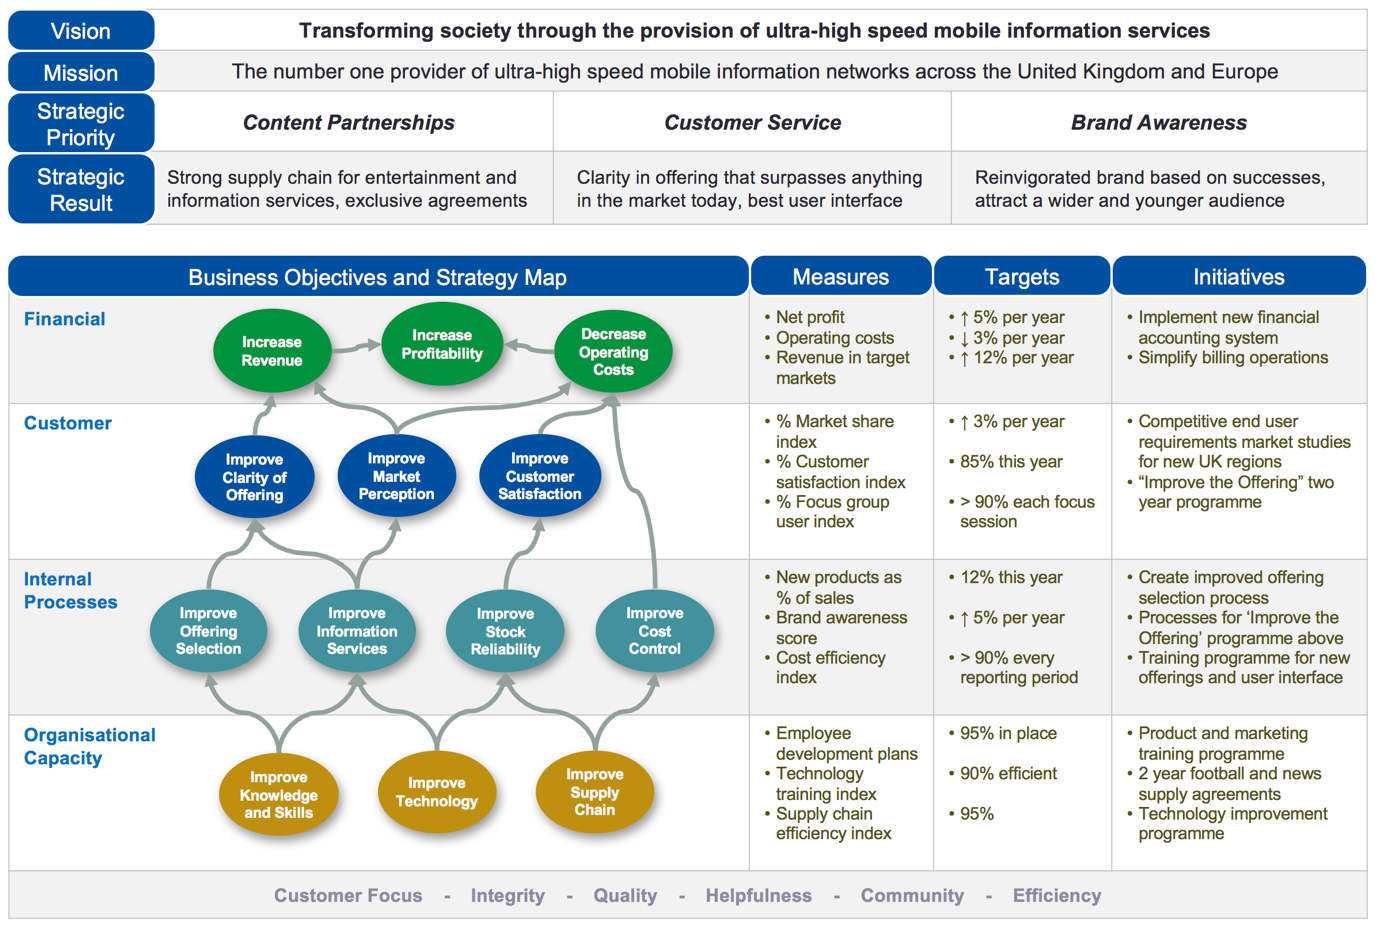 Vision
Transforming society through the provision of ultra-high speed mobile information services
Mission
The number one provider of ultra-high speed mobile information networks across the United Kingdom and Europe
Strategic
Priority
Content Partnerships
Customer Service
Brand Awareness
Strategic
Result
Strong supply chain for entertainment and
information services, exclusive agreements
Clarity in offering that surpasses anything
in the market today, best user interface
Reinvigorated brand based on successes,
attract a wider and younger audience
Business Objectives and Strategy Map
Measures
Targets
Initiatives
Financial
Increase
Revenue
Increase
Profitability
Decrease
Operating
Costs
• Net profit
• Operating costs
• Revenue in target
markets
• ↑ 5% per year
• ↓ 3% per year
• ↑ 12% per year
• Implement new financial
accounting system
• Simplify billing operations
Customer
Improve
Clarity of
Offering
Improve
Market
Perception
Improve
Customer
Satisfaction
• % Market share
index
• % Customer
satisfaction index
• % Focus group
user index
• ↑ 3% per year
• 85% this year
• > 90% each focus
session
• Competitive end user
requirements market studies
for new UK regions
• “Improve the Offering” two
year programme
Internal
Processes
Improve
Offering
Selection
Improve
Information
Services
Improve
Stock
Reliability
Improve
Cost
Control
• New products as
% of sales
• Brand awareness
score
• Cost efficiency
index
• 12% this year
• ↑ 5% per year
• > 90% every
reporting period
• Create improved offering
selection process
• Processes for ‘Improve the
Offering’ programme above
• Training programme for new
offerings and user interface
Organisational
Capacity
Improve
Knowledge
and Skills
Improve
Technology
Improve
Supply
Chain
• Employee
development plans
• Technology
training index
• Supply chain
efficiency index
• 95% in place
• 90% efficient
• 95%
• Product and marketing
training programme
• 2 year football and news
supply agreements
• Technology improvement
programme
Customer Focus - Integrity - Quality - Helpfulness - Community - Efficiency